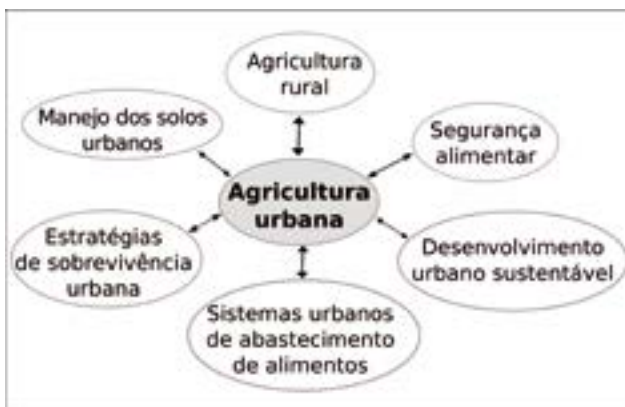 Agricultura
rural
Manejo dos solos
urbanos
Segurança
alimentar
Agricultura
urbana
Estratégias
de sobrevivência
urbana
Desenvolvimento
urbano sustentável
Sistemas urbanos
de abastecimento
de alimentos